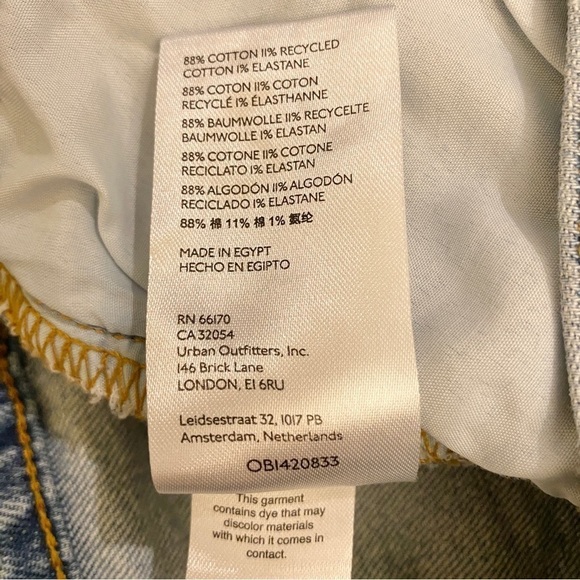 88% COTTON 11% RECYCLED
COTTON 1% ELASTANE
88% COTON 11% COTON
RECYCLÉ 1% ÉLASTHANNE
88% BAUMWOLLE 11% RECYCELTE
BAUMWOLLE 1% ELASTAN
88% COTONE 11% COTONE
RECICLATO 1% ELASTAN
88% ALGODÓN 11% ALGODÓN
RECICLADO 1% ELASTAN
88% 棉 11% 棉 1% 氨纶
MADE IN EGYPT
HECHO EN EGIPTO
RN 66170
CA 32054
Urban Outfitters, Inc.
146 Brick Lane
LONDON, E1 6RU
Leidsestraat 32, 1017 PB
Amsterdam, Netherlands
OB1420833
This garment
contains dye that may
discolor materials
with which it comes in
contact.